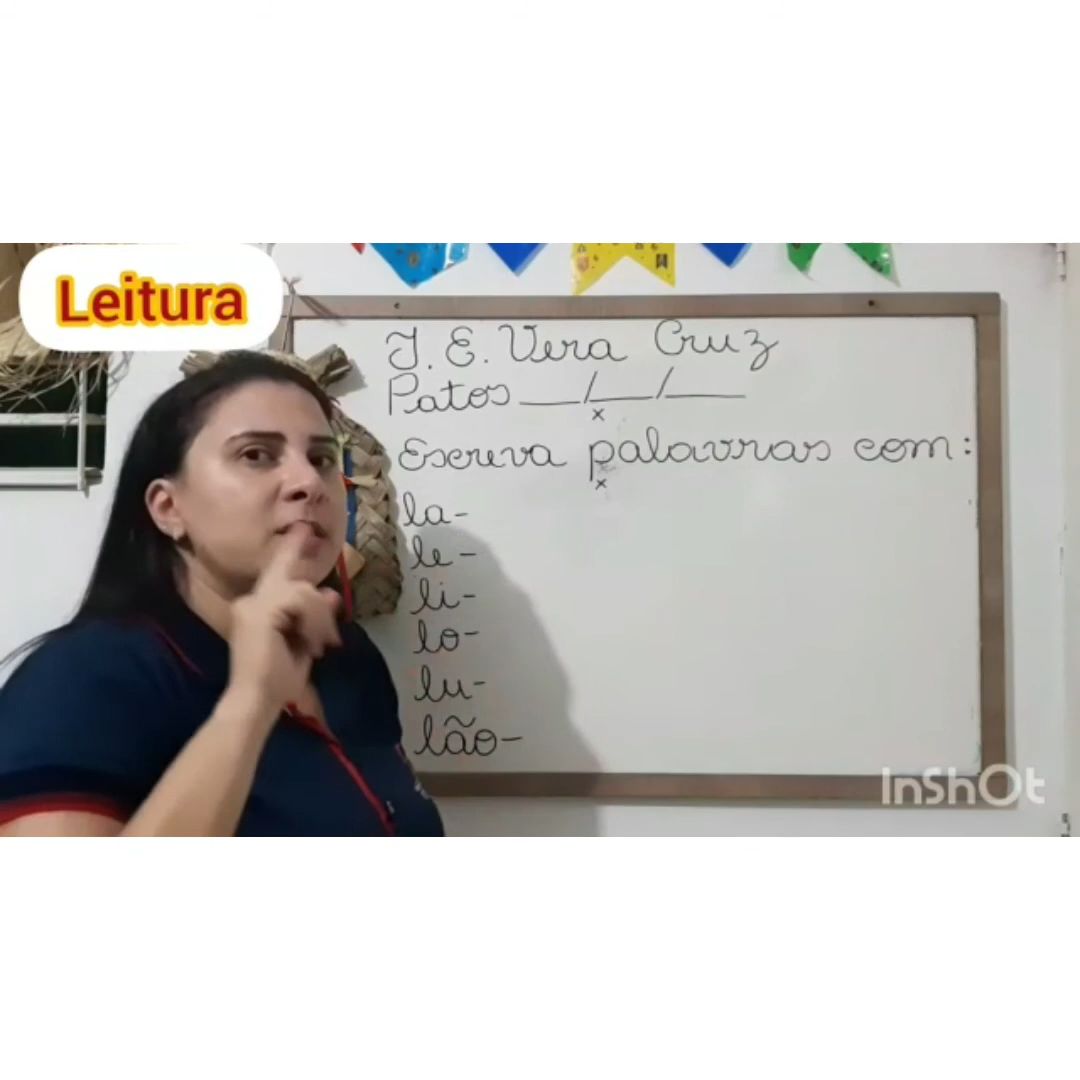 Leitura
I. E. Vera Cruz
Patos ___/___/___
x
Escreva palavras com:
x
la-
le-
li-
lo-
lu-
lão-
InShOt